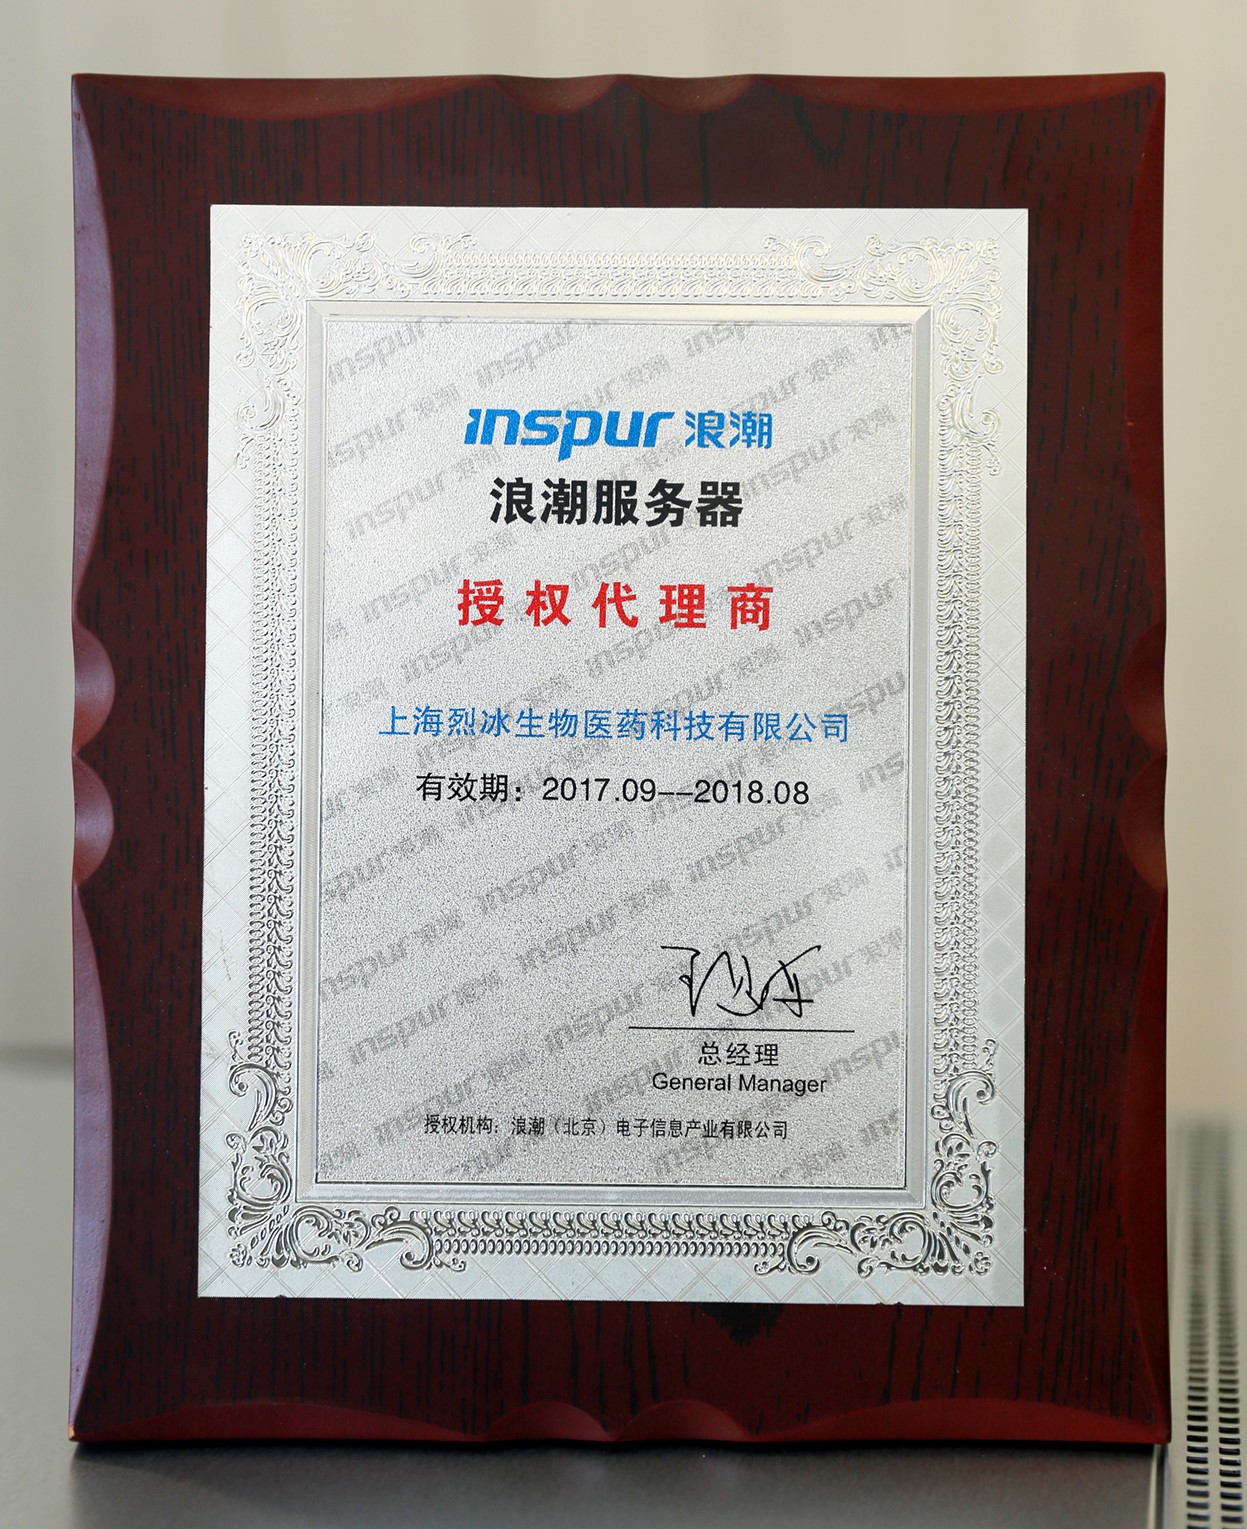 inspur 浪潮
浪潮服务器
授权代理商
上海烈冰生物医药科技有限公司
有效期：2017.09--2018.08
总经理
General Manager
授权机构：浪潮（北京）电子信息产业有限公司